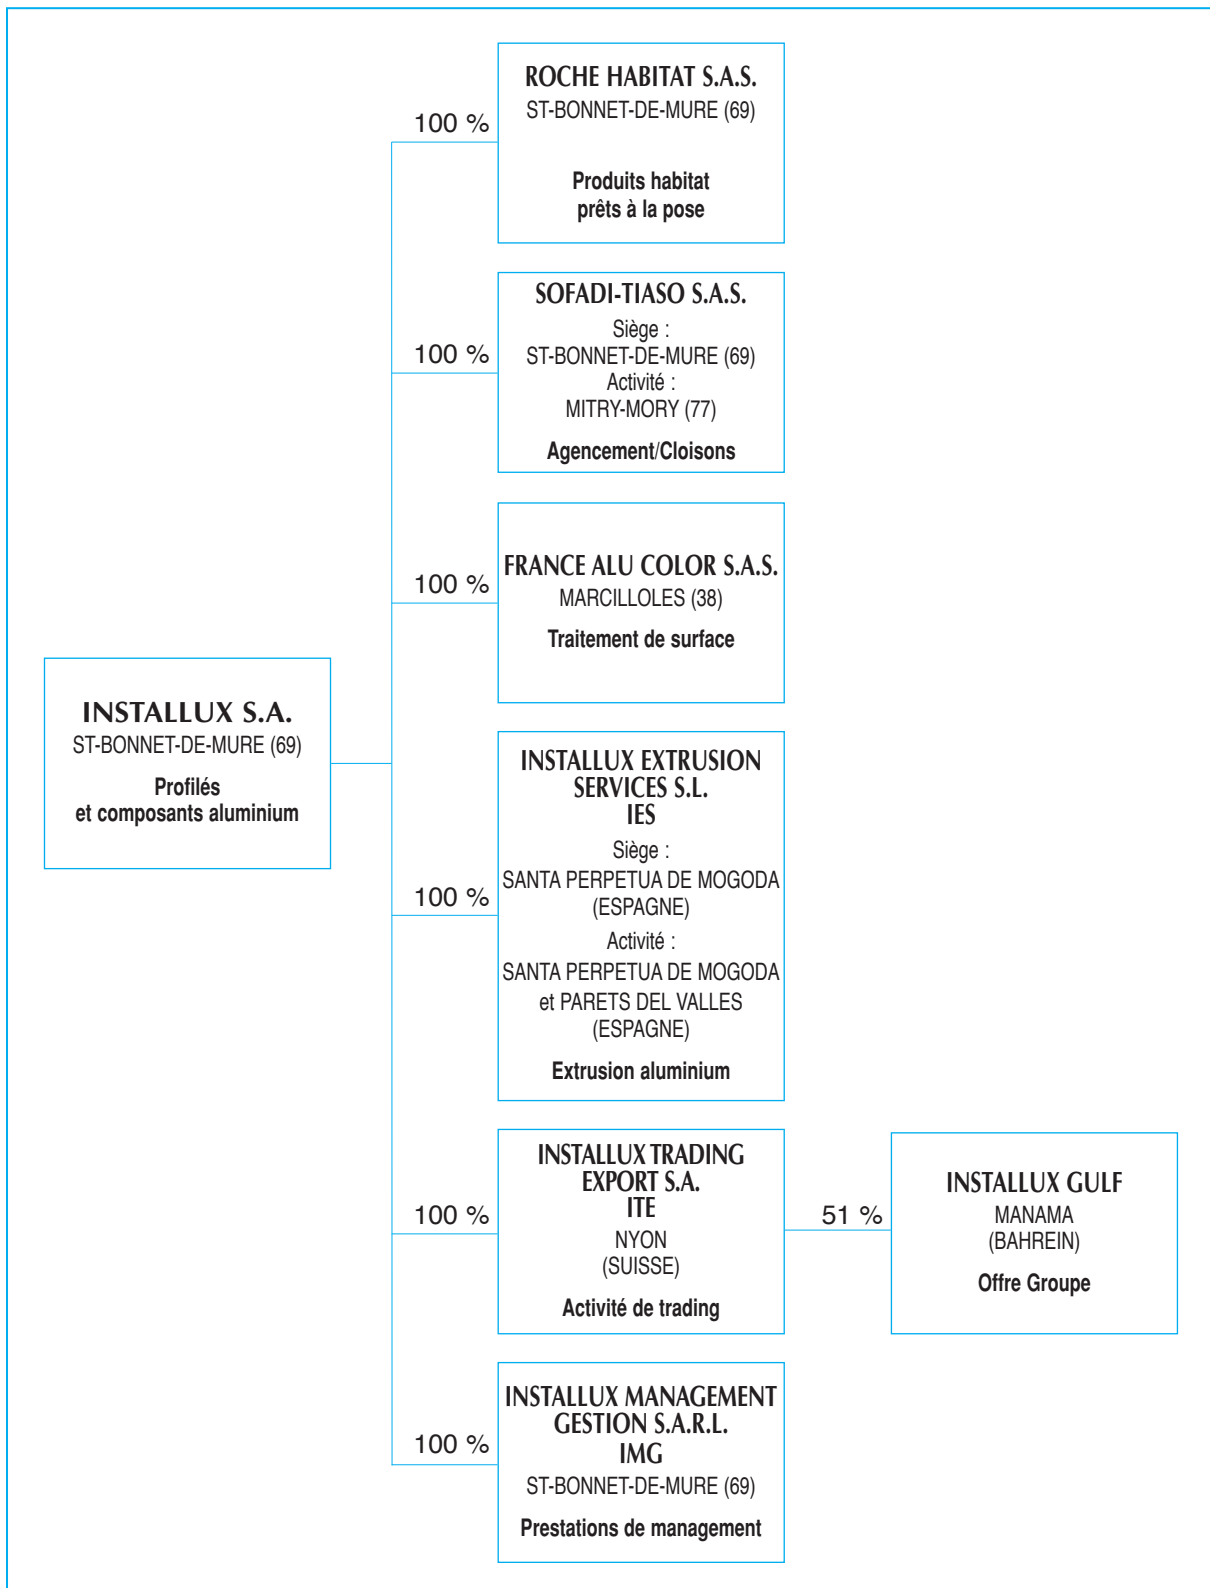 ROCHE HABITAT S.A.S.
ST-BONNET-DE-MURE (69)
Produits habitat
prêts à la pose
100 %
SOFADI-TIASO S.A.S.
Siège :
ST-BONNET-DE-MURE (69)
Activité :
MITRY-MORY (77)
Agencement/Cloisons
100 %
FRANCE ALU COLOR S.A.S.
MARCILLOLES (38)
Traitement de surface
100 %
INSTALLUX S.A.
ST-BONNET-DE-MURE (69)
Profilés
et composants aluminium
INSTALLUX EXTRUSION
SERVICES S.L.
IES
Siège :
SANTA PERPETUA DE MOGODA
(ESPAGNE)
Activité :
SANTA PERPETUA DE MOGODA
et PARETS DEL VALLES
(ESPAGNE)
Extrusion aluminium
100 %
INSTALLUX TRADING
EXPORT S.A.
ITE
NYON
(SUISSE)
Activité de trading
100 %
51 %
INSTALLUX GULF
MANAMA
(BAHREIN)
Offre Groupe
INSTALLUX MANAGEMENT
GESTION S.A.R.L.
IMG
ST-BONNET-DE-MURE (69)
Prestations de management
100 %